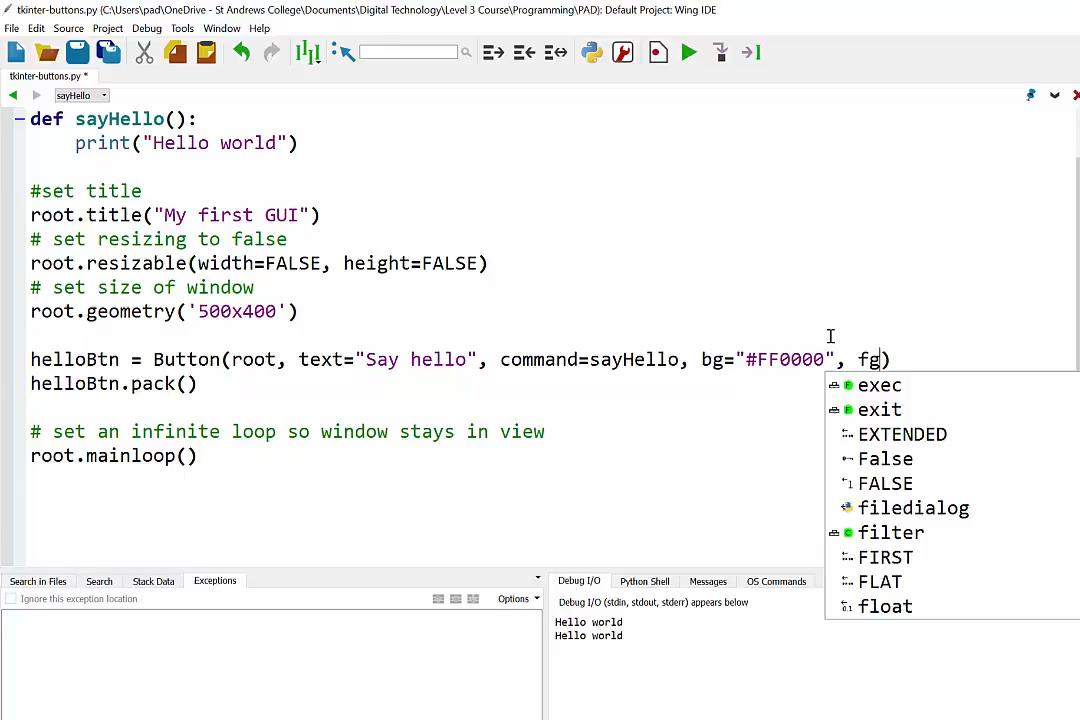 tkinter-buttons.py (C:\Users\pad\OneDrive - St Andrews College\Documents\Digital Technology\Level 3 Course\Programming\PAD): Default Project: Wing IDE
File Edit Source Project Debug Tools Window Help
tkinter-buttons.py *
sayHello
def sayHello():
    print("Hello world")
#set title
root.title("My first GUI")
# set resizing to false
root.resizable(width=FALSE, height=FALSE)
# set size of window
root.geometry('500x400')
helloBtn = Button(root, text="Say hello", command=sayHello, bg="#FF0000", fg)
helloBtn.pack()
exec
exit
EXTENDED
False
FALSE
filedialog
filter
FIRST
FLAT
float
# set an infinite loop so window stays in view
root.mainloop()
Search in Files Search Stack Data Exceptions
Ignore this exception location Options
Debug I/O Python Shell Messages OS Commands
Debug I/O (stdin, stdout, stderr) appears below
Hello world
Hello world